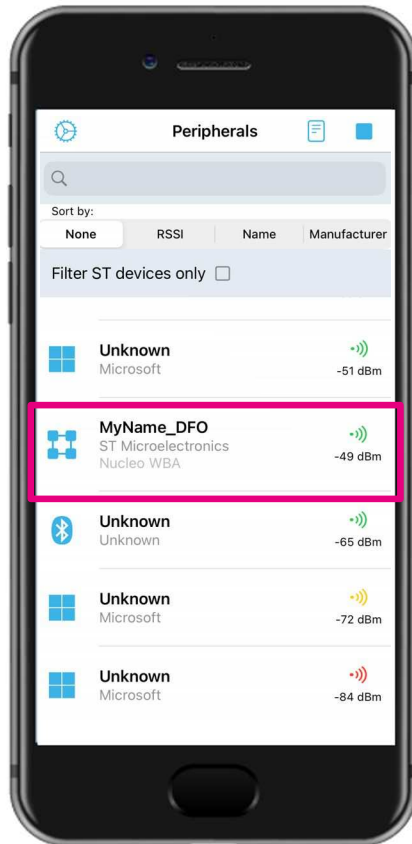 Peripherals
Sort by:
None RSSI Name Manufacturer
Filter ST devices only
Unknown
Microsoft
-51 dBm
MyName_DFO
ST Microelectronics
Nucleo WBA
-49 dBm
Unknown
Unknown
-65 dBm
Unknown
Microsoft
-72 dBm
Unknown
Microsoft
-84 dBm